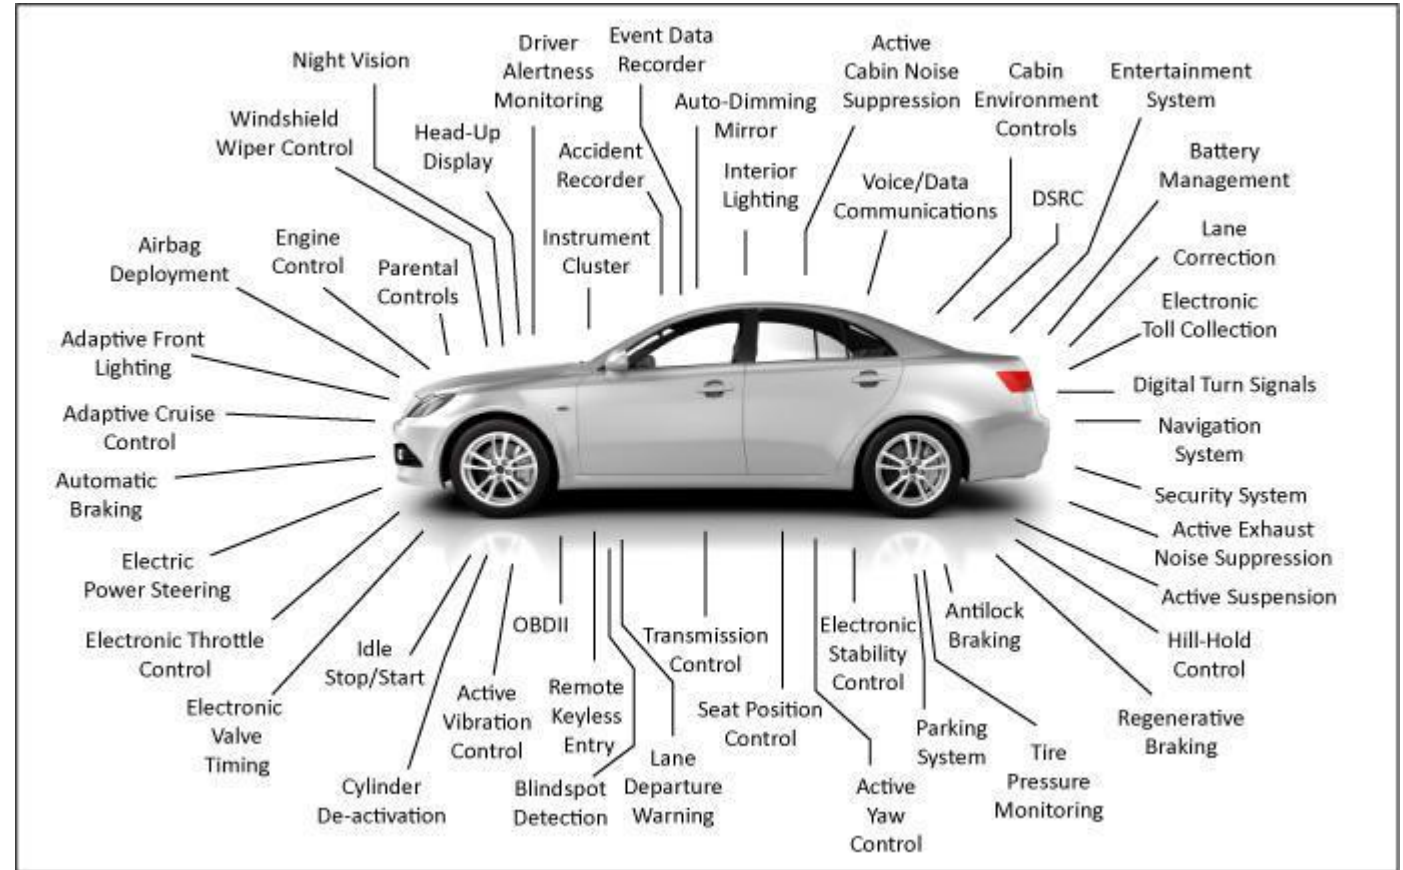 Night Vision
Driver
Alertness
Monitoring
Event Data
Recorder
Active
Cabin Noise
Suppression
Cabin
Environment
Controls
Entertainment
System
Windshield
Wiper Control
Head-Up
Display
Accident
Recorder
Auto-Dimming
Mirror
Interior
Lighting
Voice/Data
Communications
DSRC
Battery
Management
Airbag
Deployment
Engine
Control
Parental
Controls
Instrument
Cluster
Lane
Correction
Electronic
Toll Collection
Adaptive Front
Lighting
Digital Turn Signals
Adaptive Cruise
Control
Navigation
System
Automatic
Braking
Security System
Electric
Power Steering
Active Exhaust
Noise Suppression
Active Suspension
Electronic Throttle
Control
Idle
Stop/Start
OBDII
Transmission
Control
Electronic
Stability
Control
Antilock
Braking
Hill-Hold
Control
Electronic
Valve
Timing
Active
Vibration
Control
Remote
Keyless
Entry
Seat Position
Control
Parking
System
Regenerative
Braking
Cylinder
De-activation
Blindspot
Detection
Lane
Departure
Warning
Active
Yaw
Control
Tire
Pressure
Monitoring